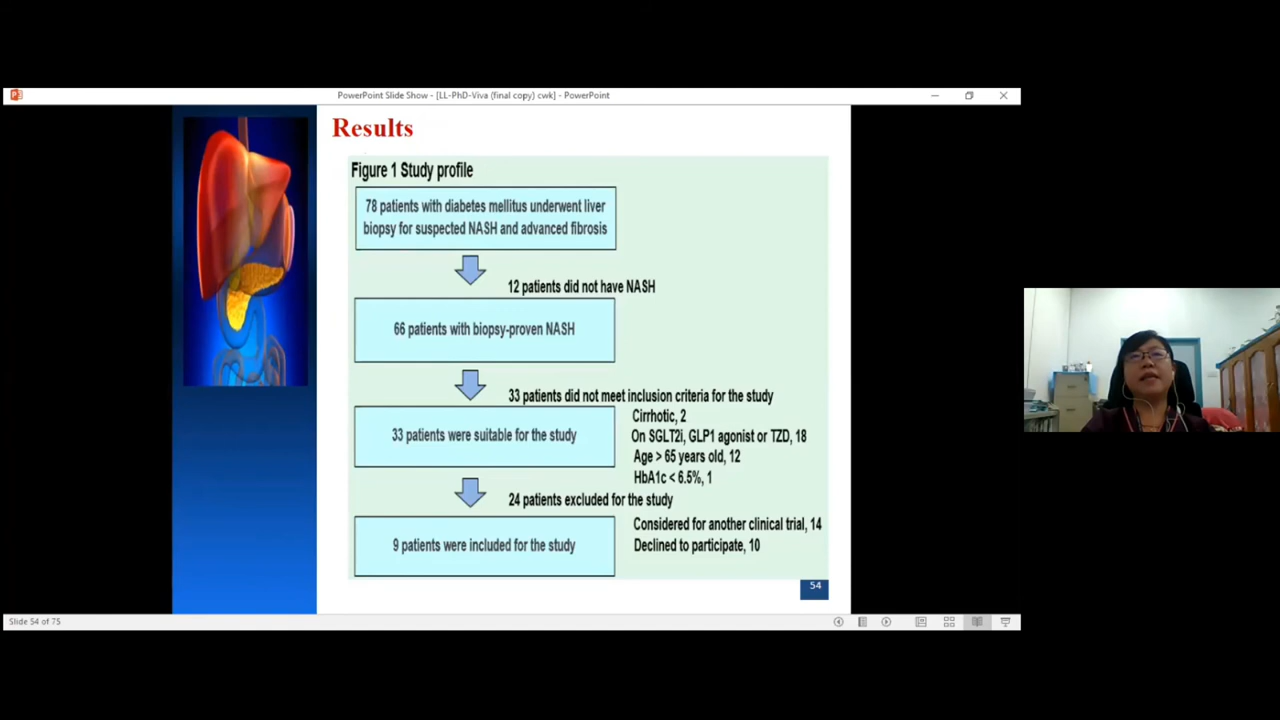 PowerPoint Slide Show - [LL-PhD-Viva (final copy) cwk] - PowerPoint
Results
Figure 1 Study profile
78 patients with diabetes mellitus underwent liver
biopsy for suspected NASH and advanced fibrosis
12 patients did not have NASH
66 patients with biopsy-proven NASH
33 patients did not meet inclusion criteria for the study
Cirrhotic, 2
On SGLT2i, GLP1 agonist or TZD, 18
Age > 65 years old, 12
HbA1c < 6.5%, 1
33 patients were suitable for the study
24 patients excluded for the study
Considered for another clinical trial, 14
Declined to participate, 10
9 patients were included for the study
54
Slide 54 of 75